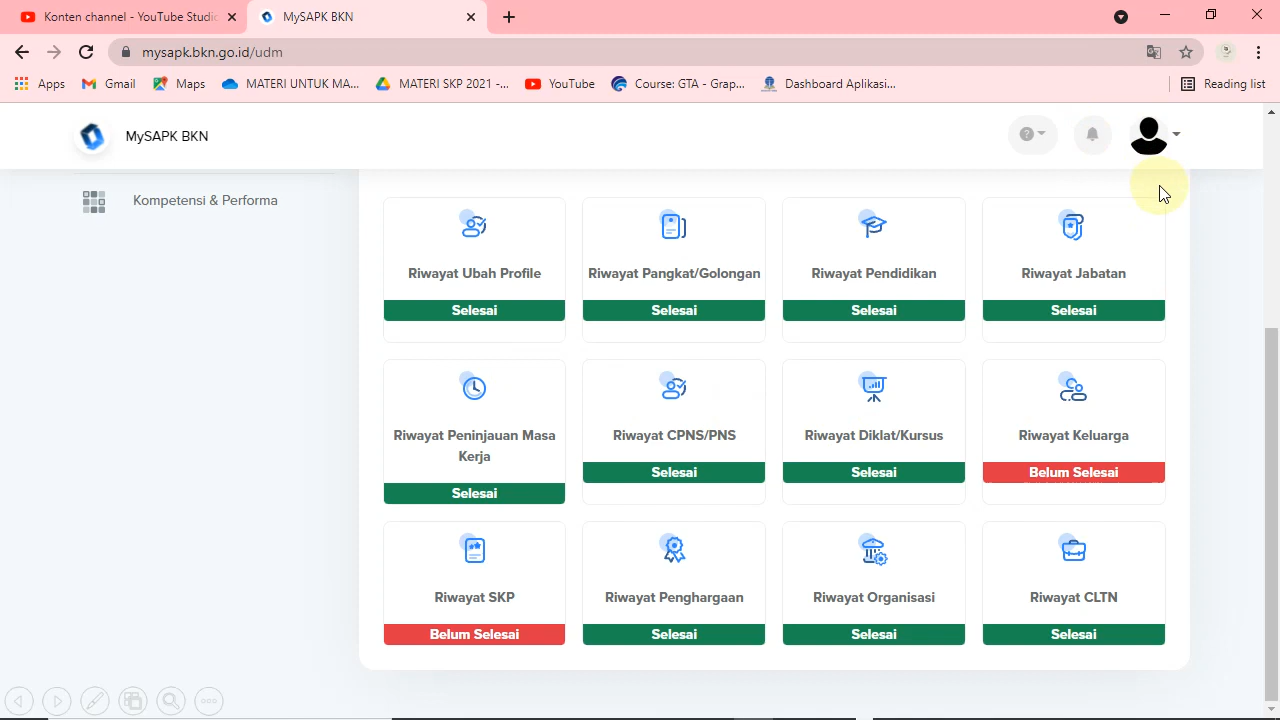 Konten channel - YouTube Studio
MySAPK BKN
mysapk.bkn.go.id/udm
Apps
Gmail
Maps
MATERI UNTUK MA...
MATERI SKP 2021 -...
YouTube
Course: GTA - Grap...
Dashboard Aplikasi...
Reading list
MySAPK BKN
Kompetensi & Performa
Riwayat Ubah Profile
Selesai
Riwayat Pangkat/Golongan
Selesai
Riwayat Pendidikan
Selesai
Riwayat Jabatan
Selesai
Riwayat Peninjauan Masa
Kerja
Selesai
Riwayat CPNS/PNS
Selesai
Riwayat Diklat/Kursus
Selesai
Riwayat Keluarga
Belum Selesai
Riwayat SKP
Belum Selesai
Riwayat Penghargaan
Selesai
Riwayat Organisasi
Selesai
Riwayat CLTN
Selesai